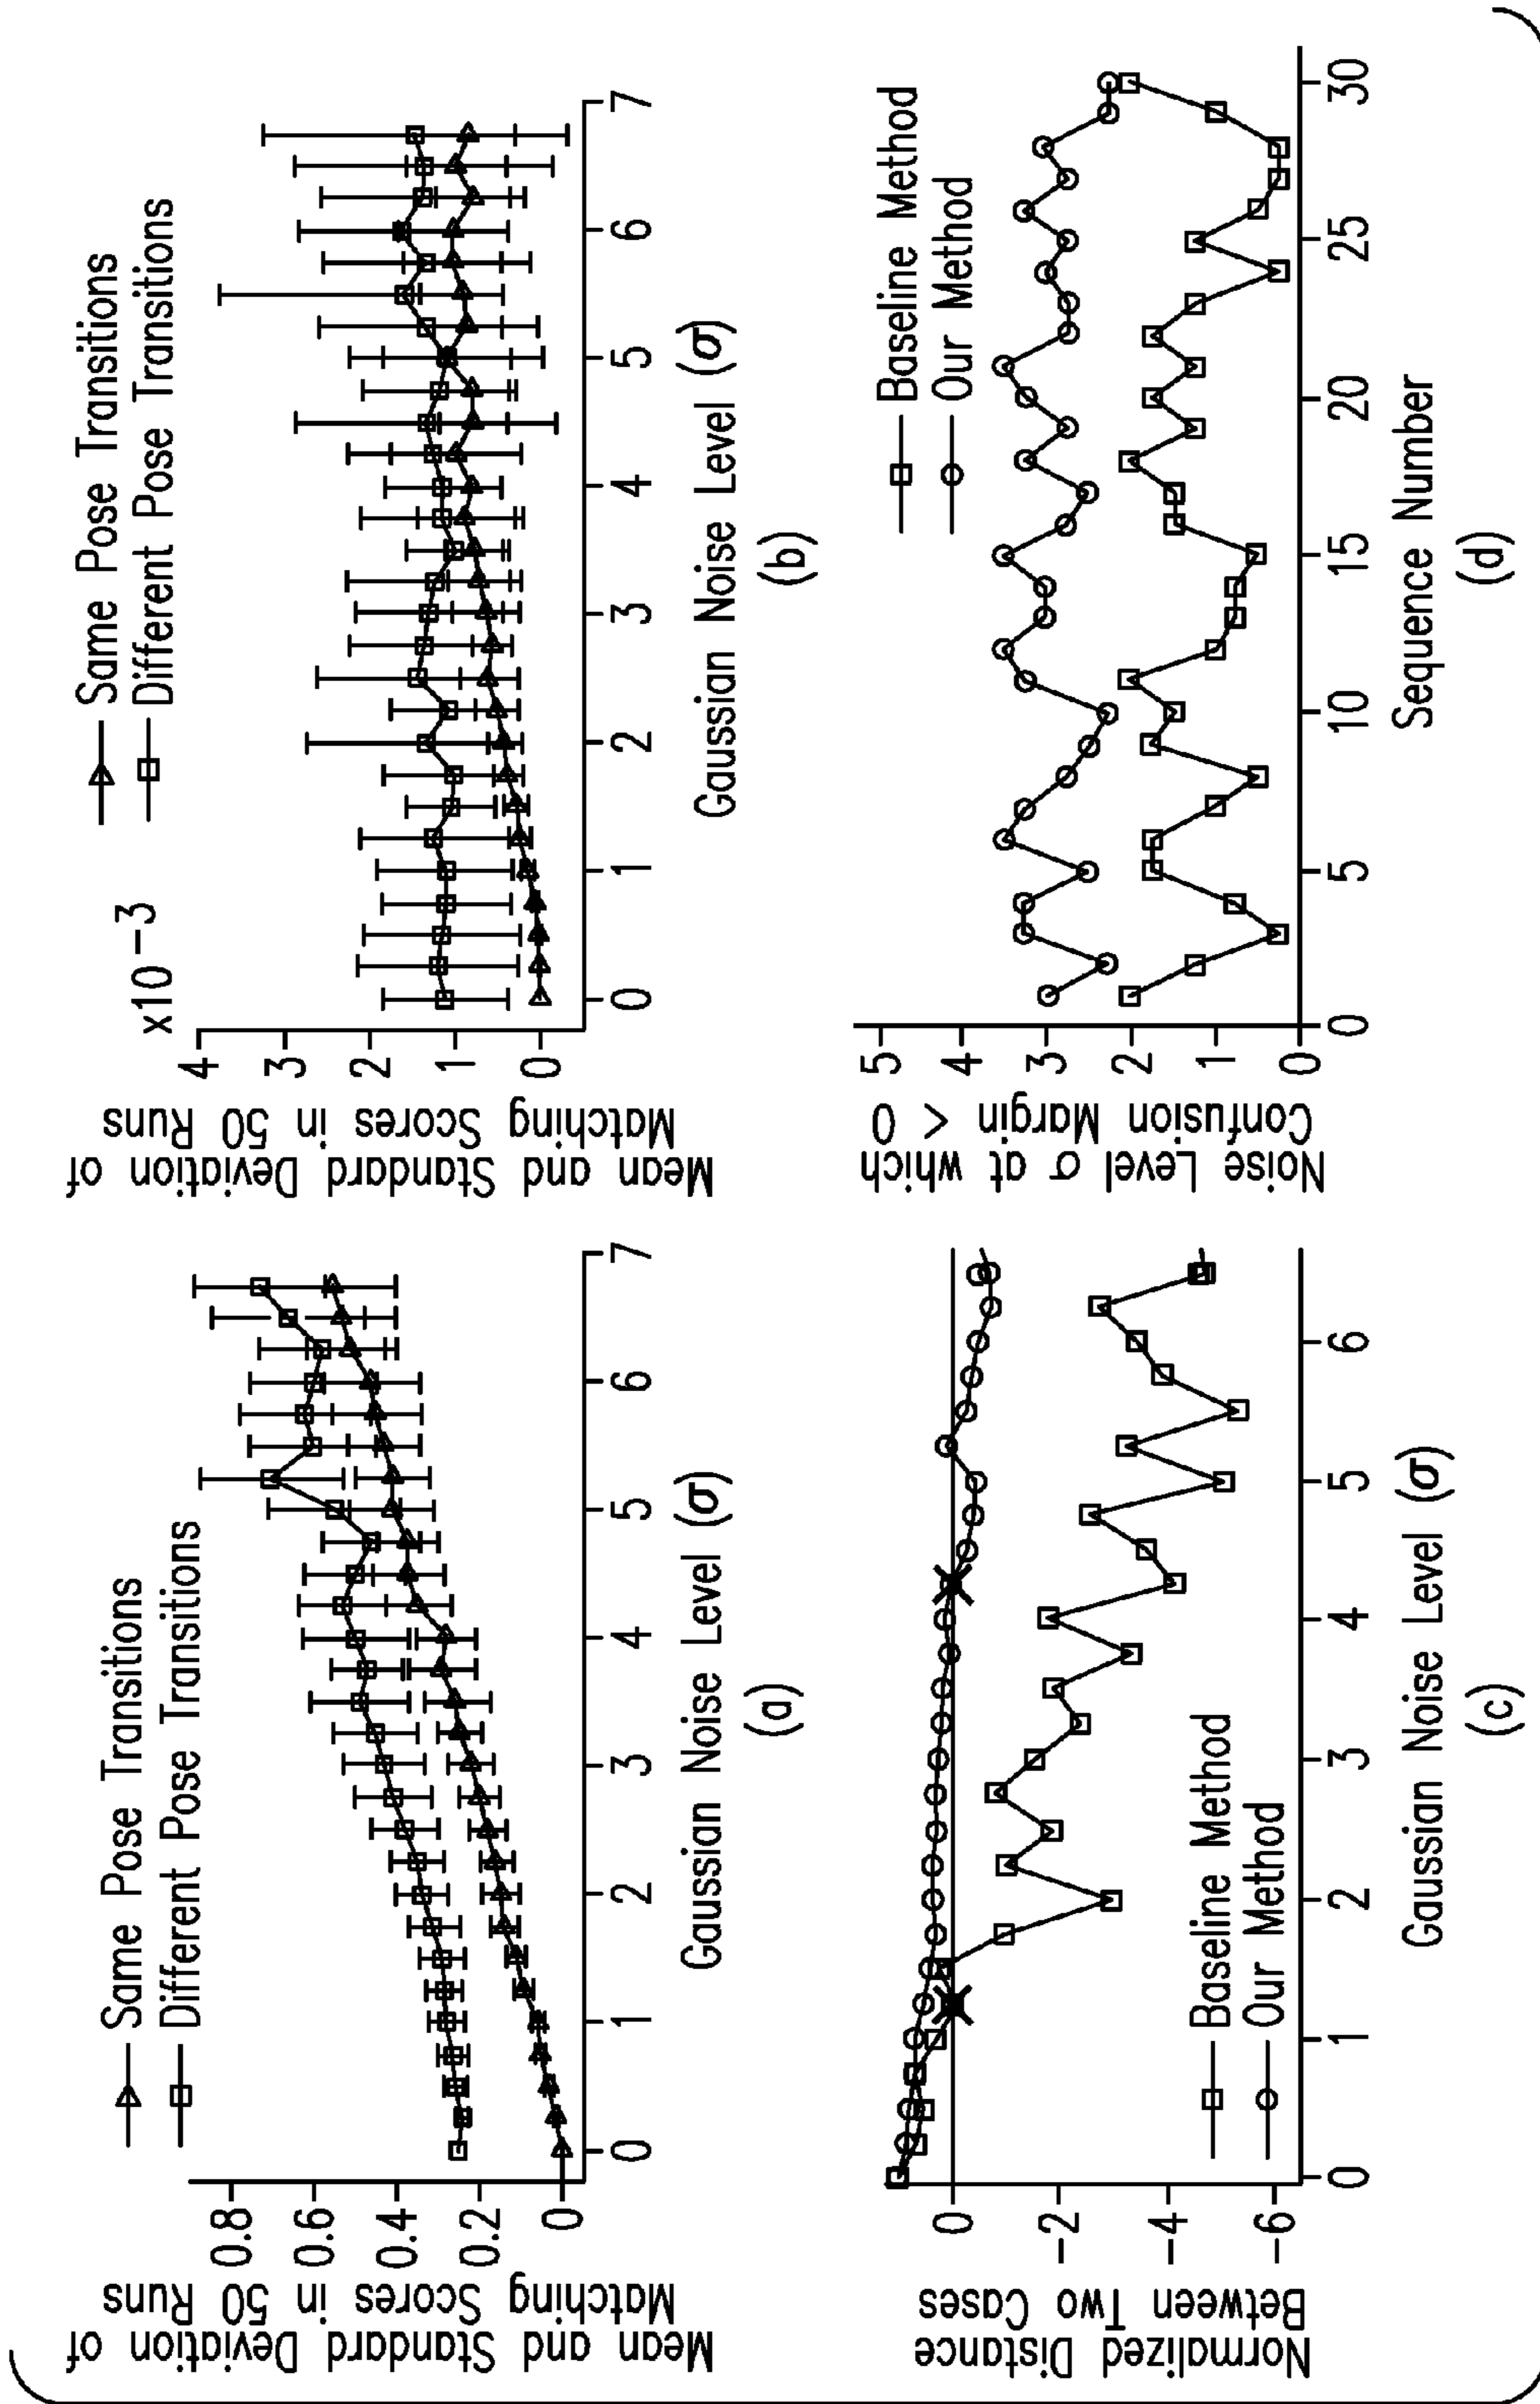 Same Pose Transitions
Different Pose Transitions
Mean and Standard Deviation of
Matching Scores in 50 Runs
0.8
0.6
0.4
0.2
0
0 1 2 3 4 5 6 7
Gaussian Noise Level (σ)
(a)
Same Pose Transitions
Different Pose Transitions
x10-3
Mean and Standard Deviation of
Matching Scores in 50 Runs
4
3
2
1
0
0 1 2 3 4 5 6 7
Gaussian Noise Level (σ)
(b)
Normalized Distance
Between Two Cases
0
-2
-4
-6
Baseline Method
Our Method
0 1 2 3 4 5 6
Gaussian Noise Level (σ)
(c)
Baseline Method
Our Method
Noise Level σ at which
Confusion Margin < 0
5
4
3
2
1
0
0 5 10 15 20 25 30
Sequence Number
(d)